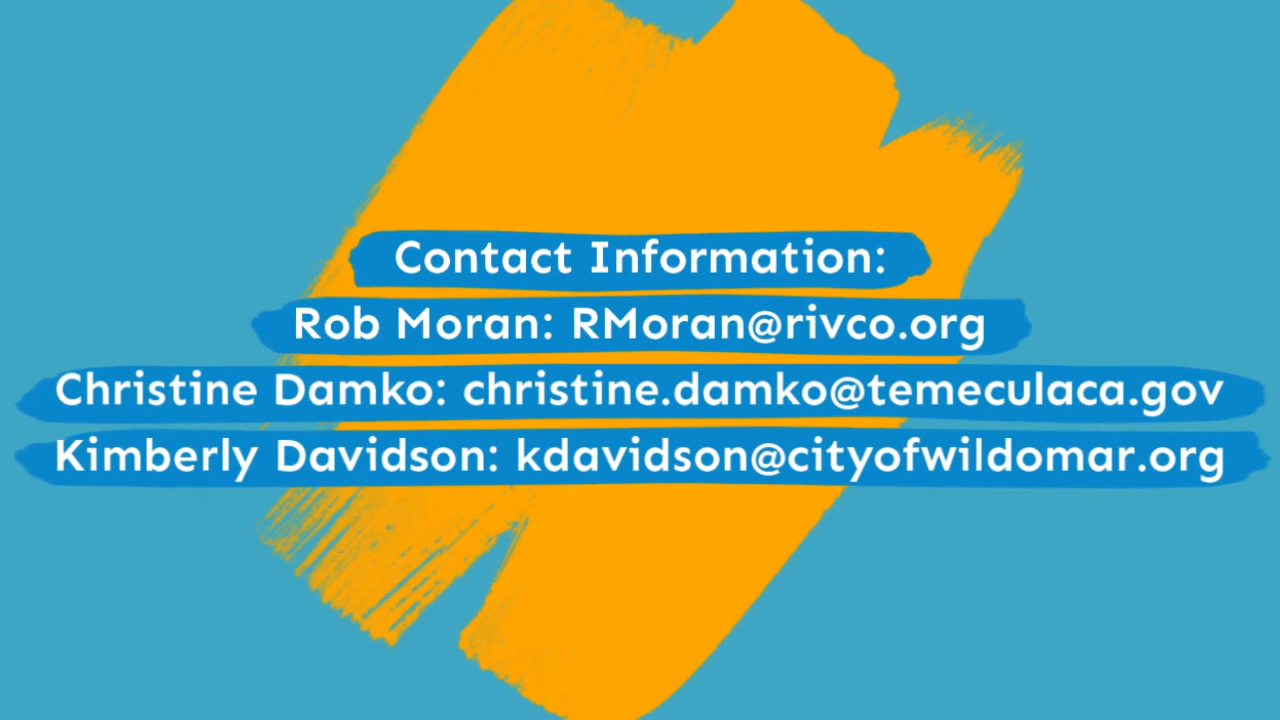 Contact Information:
Rob Moran: RMoran@rivco.org
Christine Damko: christine.damko@temeculaca.gov
Kimberly Davidson: kdavidson@cityofwildomar.org